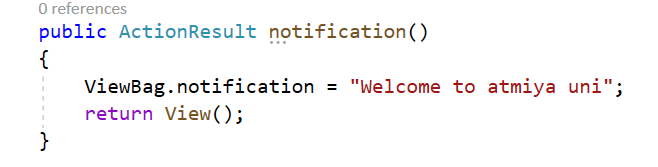 0 references
public ActionResult notification()
{
ViewBag.notification = "Welcome to atmiya uni";
return View();
}